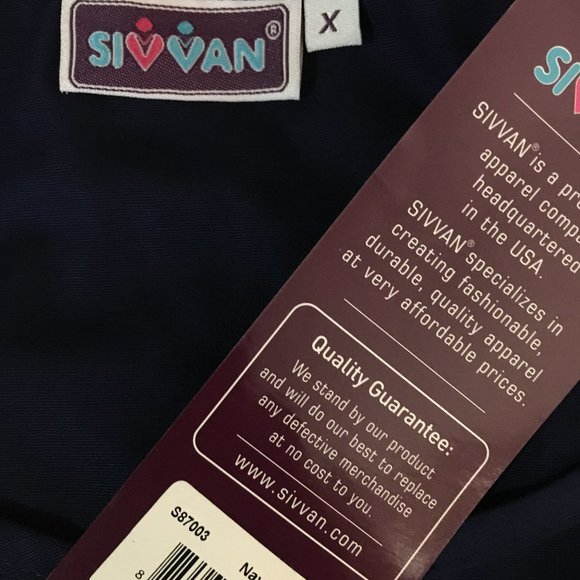 SIVVAN®
X
SIVVAN® is a
apparel
headquartered
in the USA.
SIVVAN® specializes in
creating fashionable,
durable, quality apparel
at very affordable prices.
Quality Guarantee:
We stand by our product
and will do our best to replace
any defective merchandise
at no cost to you.
www.sivvan.com
S87003
8